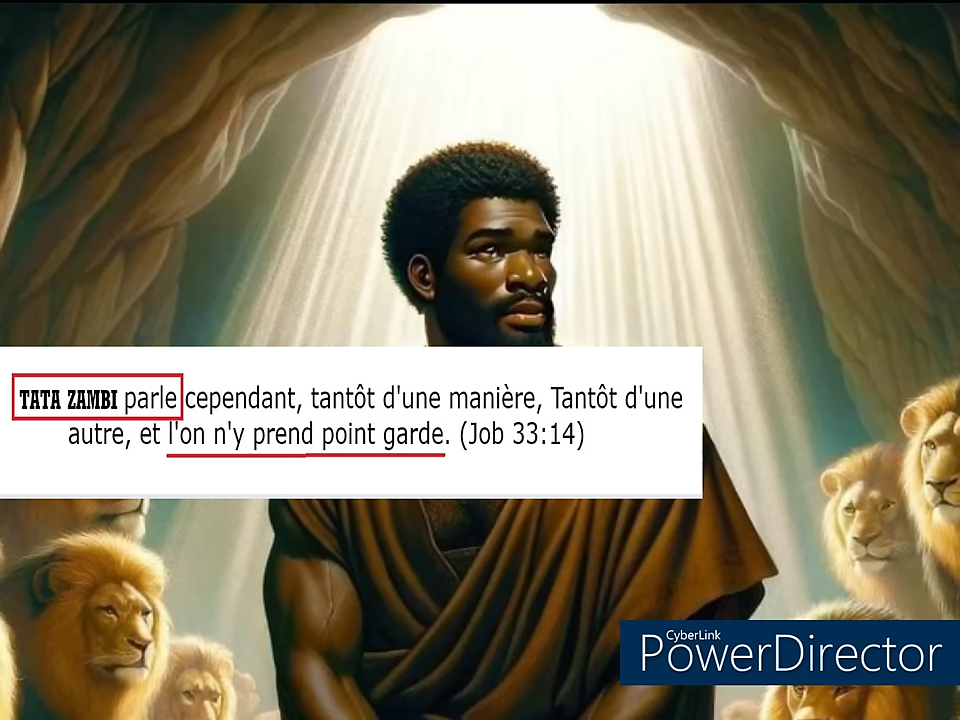 TATA ZAMBI parle cependant, tantôt d'une manière, Tantôt d'une
autre, et l'on n'y prend point garde. (Job 33:14)
CyberLink
PowerDirector